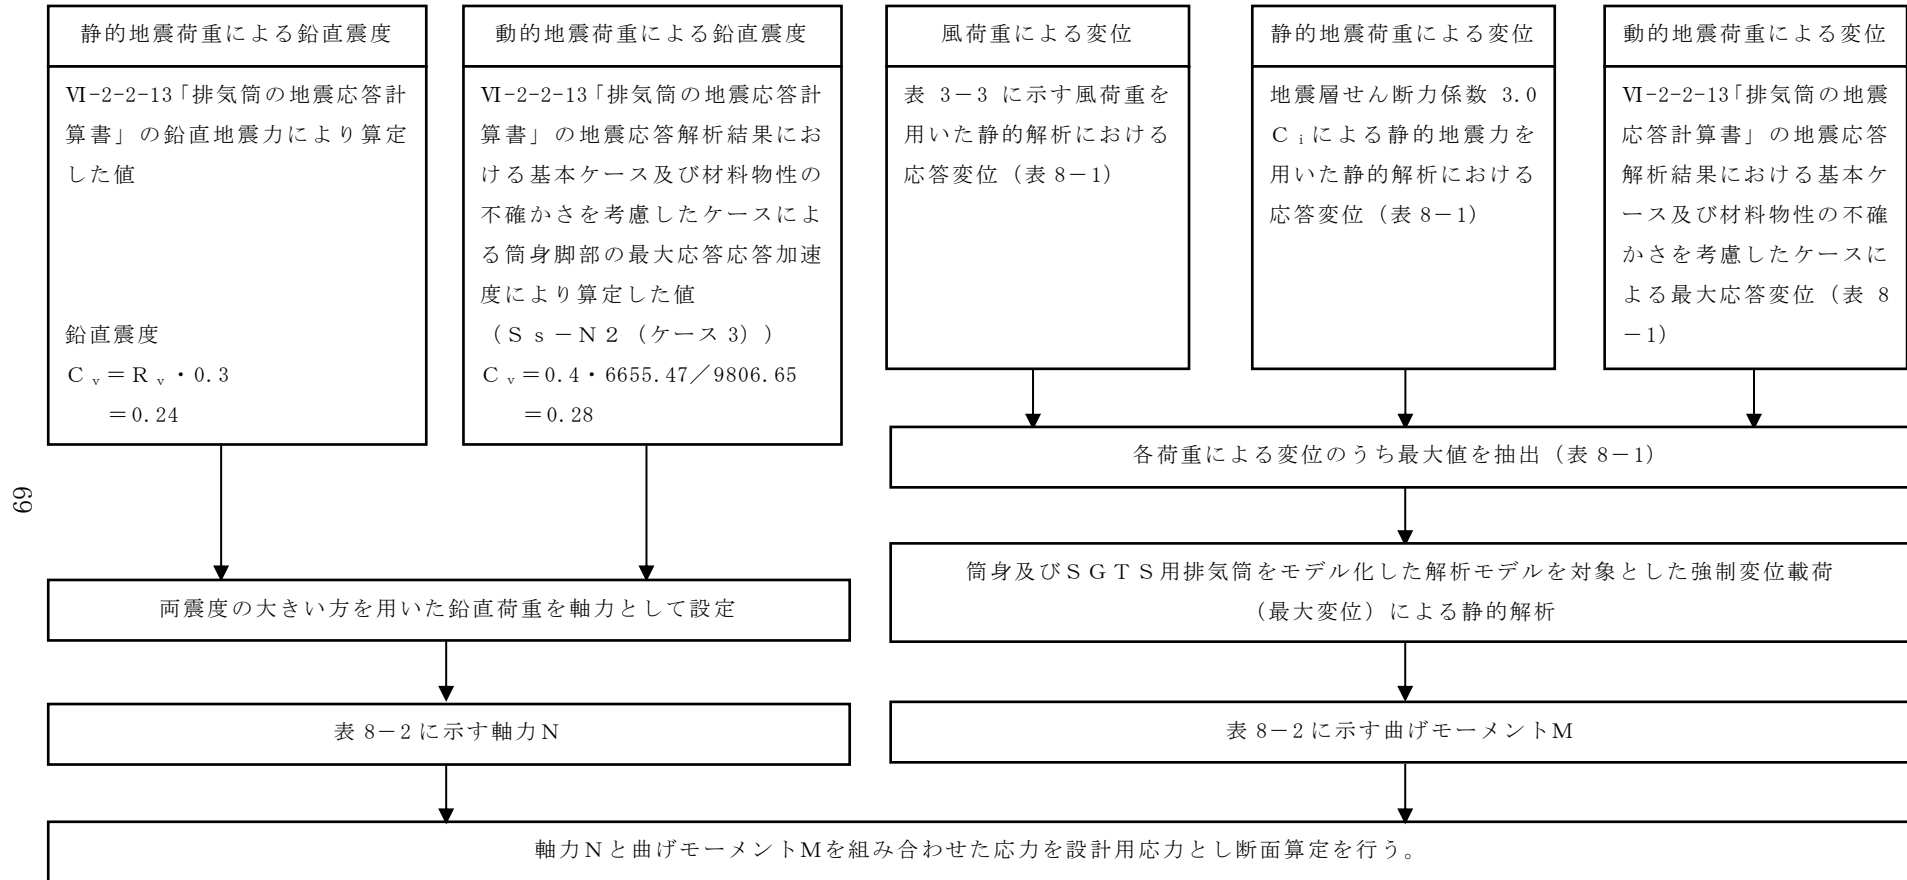 静的地震荷重による鉛直震度
Ⅵ-2-2-13「排気筒の地震応答計
算書」の鉛直地震力により算定
した値
鉛直震度
Ｃｖ＝Ｒｖ・0.3
＝0.24
動的地震荷重による鉛直震度
Ⅵ-2-2-13「排気筒の地震応答計
算書」の地震応答解析結果にお
ける基本ケース及び材料物性の
不確かさを考慮したケースによ
る筒身脚部の最大応答応答加速
度により算定した値
（Ｓｓ－Ｎ２（ケース 3））
Ｃｖ＝0.4・6655.47／9806.65
＝0.28
風荷重による変位
表 3－3 に示す風荷重を
用いた静的解析における
応答変位（表 8－1）
静的地震荷重による変位
地震層せん断力係数 3.0
Ｃｉによる静的地震力を
用いた静的解析における
応答変位（表 8－1）
動的地震荷重による変位
Ⅵ-2-2-13「排気筒の地震
応答計算書」の地震応答
解析結果における基本ケ
ース及び材料物性の不確
かさを考慮したケースに
よる最大応答変位（表 8
－1）
各荷重による変位のうち最大値を抽出（表 8－1）
筒身及びＳＧＴＳ用排気筒をモデル化した解析モデルを対象とした強制変位載荷
（最大変位）による静的解析
両震度の大きい方を用いた鉛直荷重を軸力として設定
表 8－2 に示す軸力Ｎ
表 8－2 に示す曲げモーメントＭ
軸力Ｎと曲げモーメントＭを組み合わせた応力を設計用応力とし断面算定を行う。
69